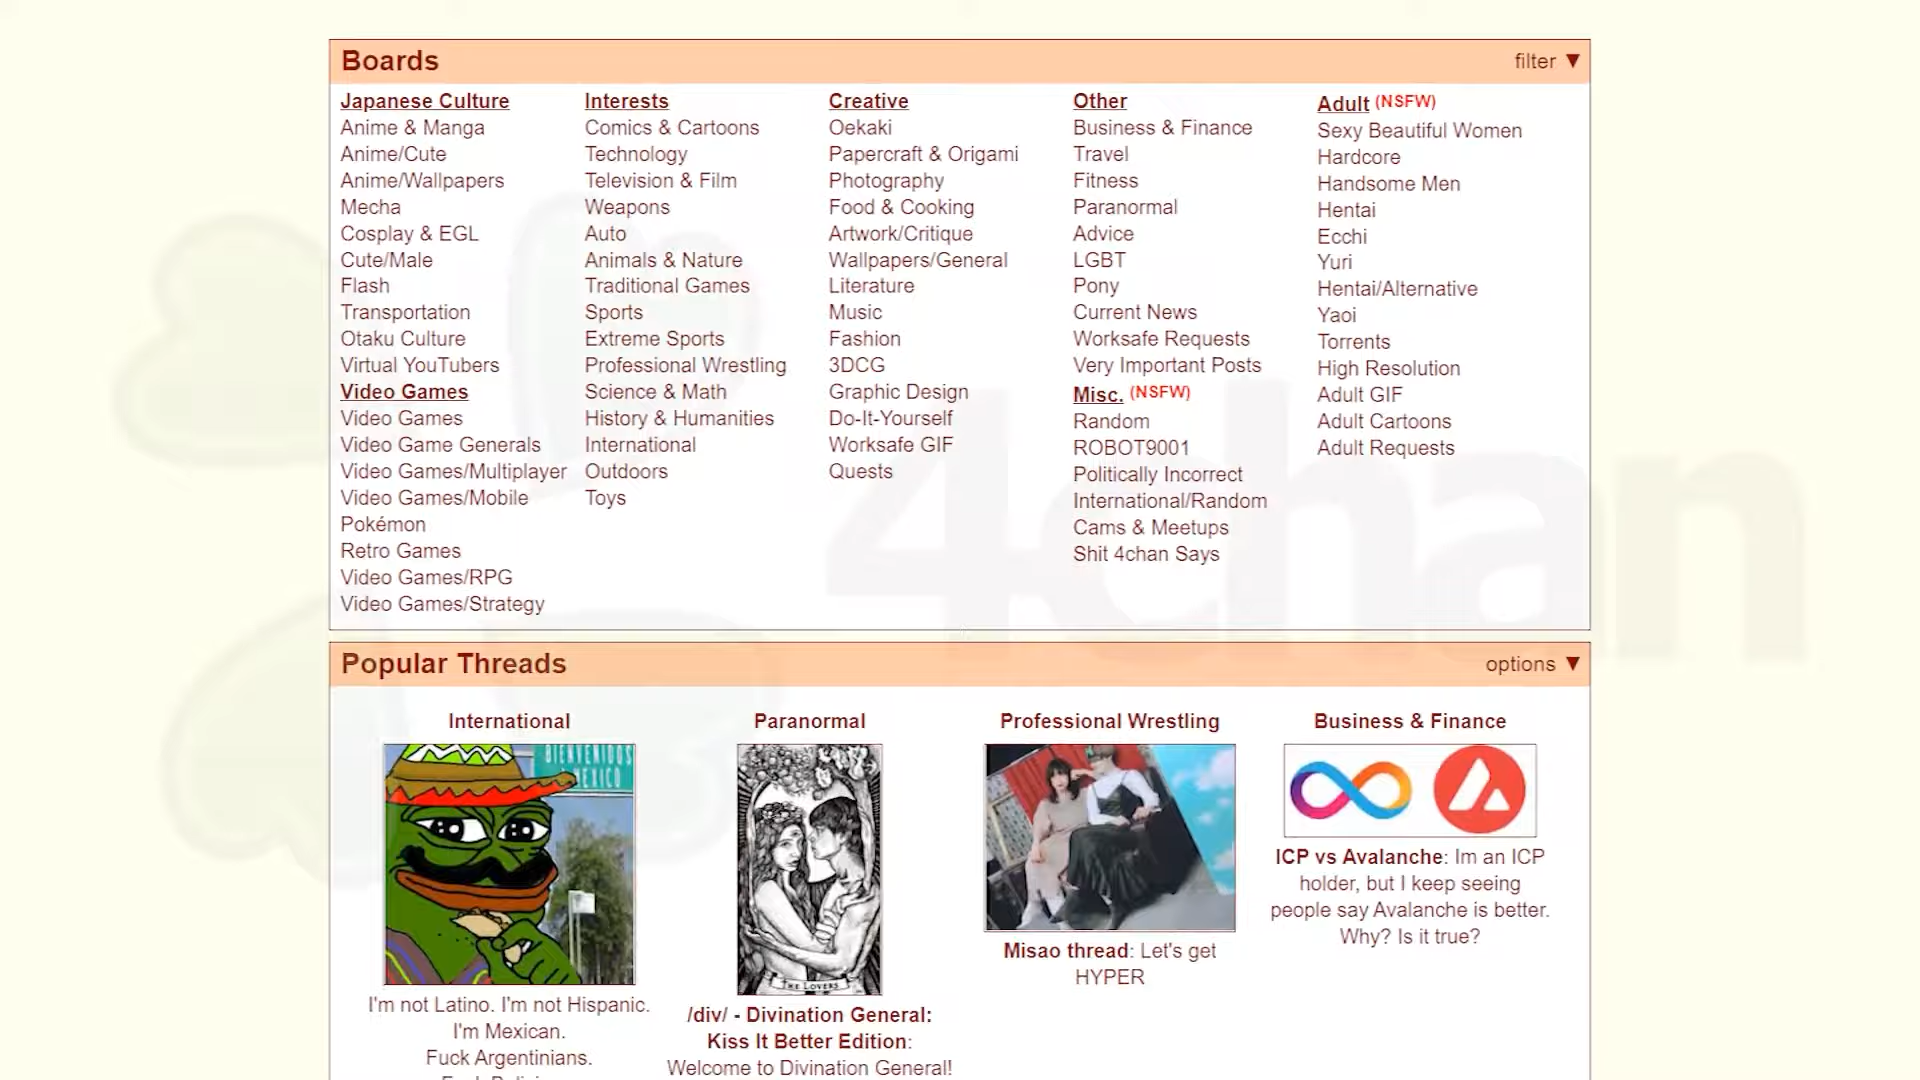 Boards
filter ▼
Japanese Culture
Anime & Manga
Anime/Cute
Anime/Wallpapers
Mecha
Cosplay & EGL
Cute/Male
Flash
Transportation
Otaku Culture
Virtual YouTubers
Video Games
Video Games
Video Game Generals
Video Games/Multiplayer
Video Games/Mobile
Pokémon
Retro Games
Video Games/RPG
Video Games/Strategy
Interests
Comics & Cartoons
Technology
Television & Film
Weapons
Auto
Animals & Nature
Traditional Games
Sports
Extreme Sports
Professional Wrestling
Science & Math
History & Humanities
International
Outdoors
Toys
Creative
Oekaki
Papercraft & Origami
Photography
Food & Cooking
Artwork/Critique
Wallpapers/General
Literature
Music
Fashion
3DCG
Graphic Design
Do-It-Yourself
Worksafe GIF
Quests
Other
Business & Finance
Travel
Fitness
Paranormal
Advice
LGBT
Pony
Current News
Worksafe Requests
Very Important Posts
Misc. (NSFW)
Random
ROBOT9001
Politically Incorrect
International/Random
Cams & Meetups
Shit 4chan Says
Adult (NSFW)
Sexy Beautiful Women
Hardcore
Handsome Men
Hentai
Ecchi
Yuri
Hentai/Alternative
Yaoi
Torrents
High Resolution
Adult GIF
Adult Cartoons
Adult Requests
4chan
Popular Threads
options ▼
International
BIENVENIDOS
MEXICO
I'm not Latino. I'm not Hispanic.
I'm Mexican.
Fuck Argentinians.
Paranormal
THE LOVERS
/div/ - Divination General:
Kiss It Better Edition:
Welcome to Divination General!
Professional Wrestling
Misao thread: Let's get
HYPER
Business & Finance
ICP vs Avalanche: Im an ICP
holder, but I keep seeing
people say Avalanche is better.
Why? Is it true?